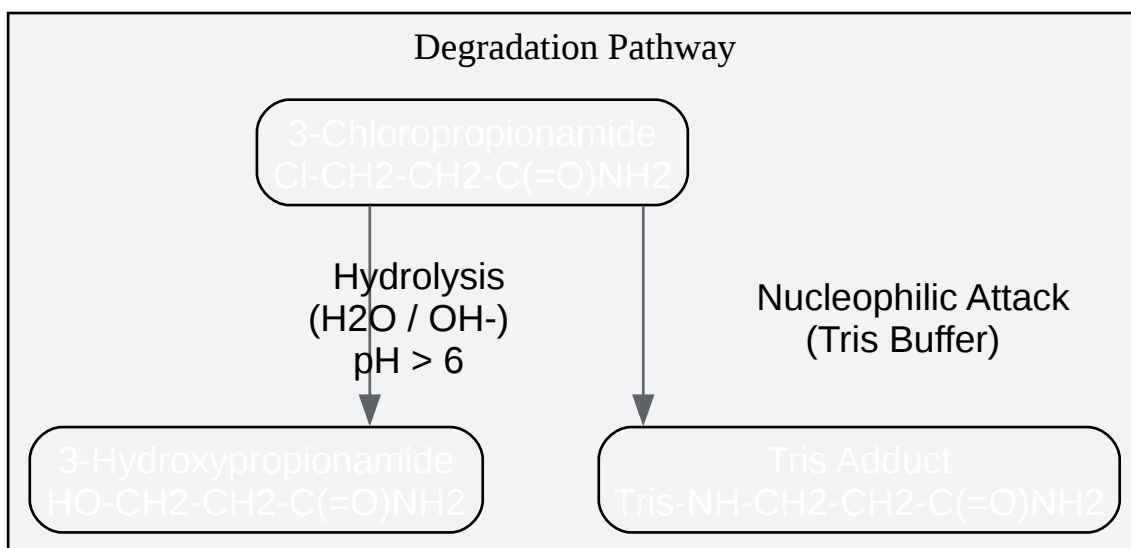 Degradation Pathway
3-Chloropropionamide
Cl-CH2-CH2-C(=O)NH2
Hydrolysis
(H2O / OH-)
pH > 6
Nucleophilic Attack
(Tris Buffer)
3-Hydroxypropionamide
HO-CH2-CH2-C(=O)NH2
Tris Adduct
Tris-NH-CH2-CH2-C(=O)NH2